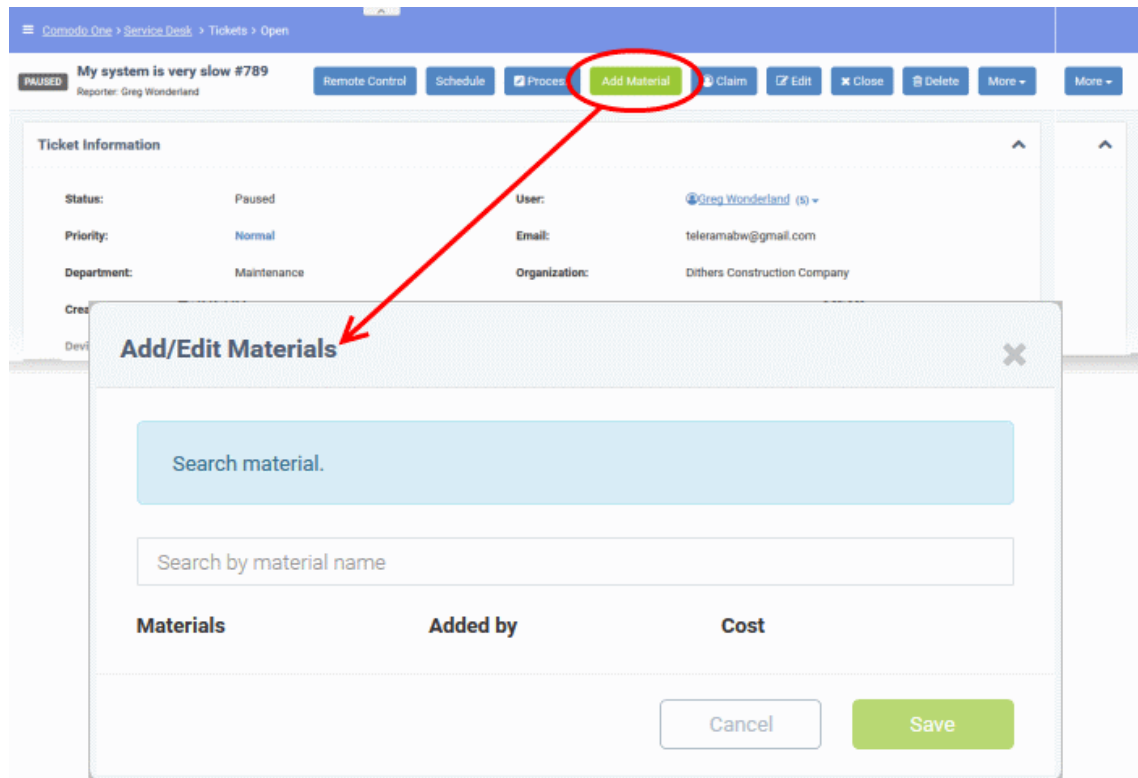 Comodo One > Service Desk > Tickets > Open
PAUSED My system is very slow #789
Reporter: Greg Wonderland
Remote Control Schedule Add Material Claim Edit Close Delete More More
Ticket Information
Status: Paused User: Greg Wonderland (5)
Priority: Normal Email: teleramabw@gmail.com
Department: Maintenance Organization: Dithers Construction Company
Add/Edit Materials
Search material.
Search by material name
Materials Added by Cost
Cancel Save